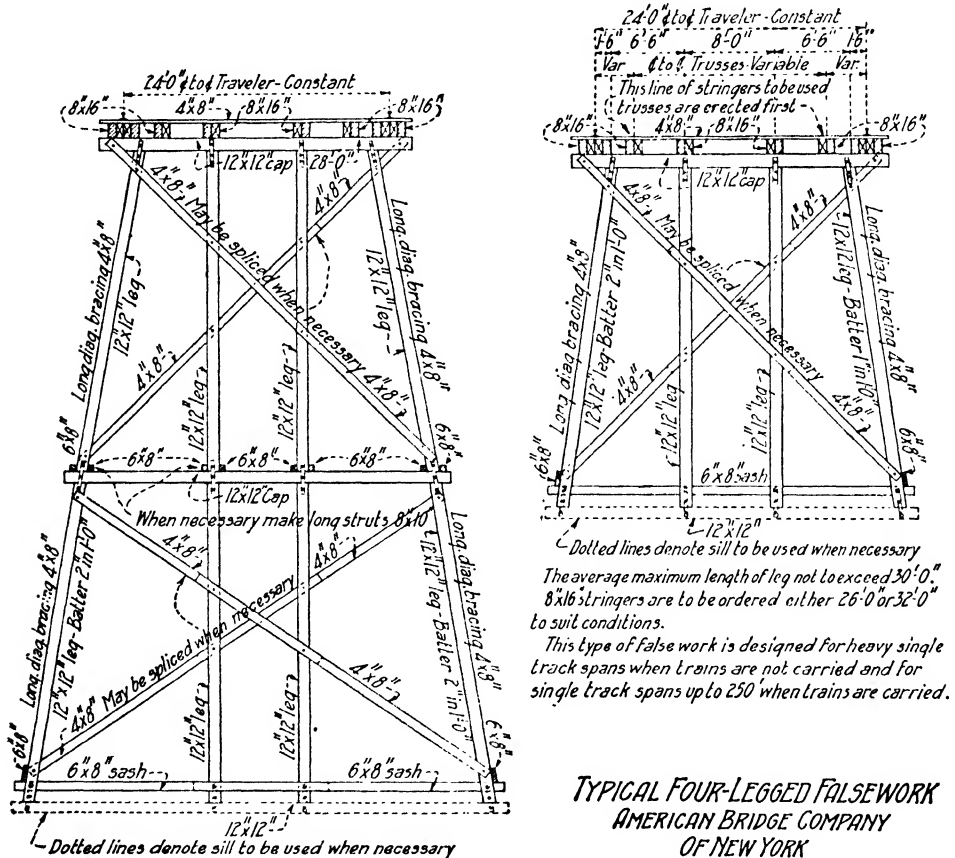 24'-0" ¢ to ¢ Traveler-Constant
8"x16"
4"x8"
8"x16"
8"x16"
12"x12" cap
28'-0"
4"x8"
May be spliced when necessary
4"x8"
4"x8"
4"x8"
Long. diag. bracing 4"x8"
12"x12" leg
12"x12" leg
12"x12" leg
12"x12" leg
Long. diag. bracing 4"x8"
6"x8"
6"x8"
6"x8"
6"x8"
6"x8"
12"x12" Cap
When necessary make long struts 8"x10"
4"x8"
4"x8"
Long. diag. bracing 4"x8"
12"x12" leg-Batter 2" in 1'-0"
4"x8"
May be spliced when necessary
4"x8"
12"x12" leg
12"x12" leg
12"x12" leg-Batter 2" in 1'-0"
Long. diag. bracing 4"x8"
6"x8"
6"x8"
6"x8" sash
6"x8" sash
12"x12"
Dotted lines denote sill to be used when necessary
24'-0" ¢ to ¢ Traveler-Constant
1'-6"
6'-6"
8'-0"
6'-6"
1'-6"
Var
¢ to ¢ Trusses-Variable
Var.
This line of stringers to be used
trusses are erected first
8"x16"
4"x8"
8"x16"
8"x16"
12"x12" cap
4"x8"
May be spliced when necessary
4"x8"
4"x8"
4"x8"
Long diag bracing 4"x8"
12"x12" leg-Batter 2" in 1'-0"
12"x12" leg
12"x12" leg
12"x12" leg-Batter 1" in 1'-0"
Long. diag. bracing 4"x8"
6"x8"
6"x8"
6"x8" sash
12"x12"
Dotted lines denote sill to be used when necessary
The average maximum length of leg not to exceed 30'-0".
8"x16" stringers are to be ordered either 26'-0" or 32'-0"
to suit conditions.
This type of false work is designed for heavy single
track spans when trains are not carried and for
single track spans up to 250' when trains are carried.
TYPICAL FOUR-LEGGED FALSEWORK
AMERICAN BRIDGE COMPANY
OF NEW YORK